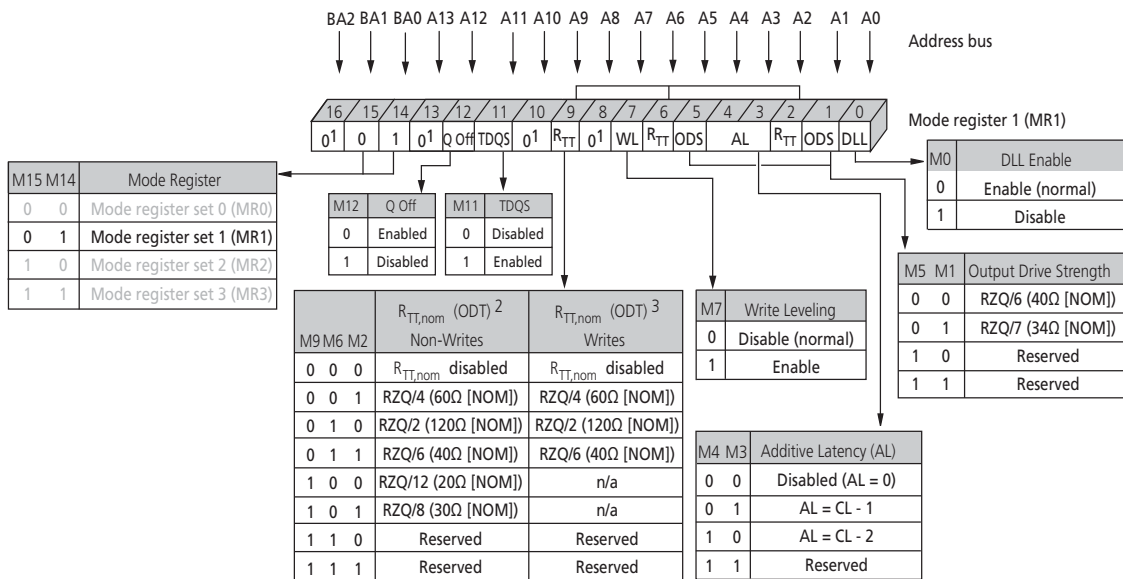 BA2 BA1 BA0 A13 A12 A11 A10 A9 A8 A7 A6 A5 A4 A3 A2 A1 A0
Address bus
16 15 14 13 12 11 10 9 8 7 6 5 4 3 2 1 0
Mode register 1 (MR1)
0¹ 0 1 0¹ Q Off TDQS 0¹ RTT 0¹ WL RTT ODS AL RTT ODS DLL
M15 M14 Mode Register
0 0 Mode register set 0 (MR0)
0 1 Mode register set 1 (MR1)
1 0 Mode register set 2 (MR2)
1 1 Mode register set 3 (MR3)
M12 Q Off
0 Enabled
1 Disabled
M11 TDQS
0 Disabled
1 Enabled
M0 DLL Enable
0 Enable (normal)
1 Disable
M5 M1 Output Drive Strength
0 0 RZQ/6 (40Ω [NOM])
0 1 RZQ/7 (34Ω [NOM])
1 0 Reserved
1 1 Reserved
M9 M6 M2 RTT,nom (ODT) 2 Non-Writes RTT,nom (ODT) 3 Writes
0 0 0 RTT,nom disabled RTT,nom disabled
0 0 1 RZQ/4 (60Ω [NOM]) RZQ/4 (60Ω [NOM])
0 1 0 RZQ/2 (120Ω [NOM]) RZQ/2 (120Ω [NOM])
0 1 1 RZQ/6 (40Ω [NOM]) RZQ/6 (40Ω [NOM])
1 0 0 RZQ/12 (20Ω [NOM]) n/a
1 0 1 RZQ/8 (30Ω [NOM]) n/a
1 1 0 Reserved Reserved
1 1 1 Reserved Reserved
M7 Write Leveling
0 Disable (normal)
1 Enable
M4 M3 Additive Latency (AL)
0 0 Disabled (AL = 0)
0 1 AL = CL - 1
1 0 AL = CL - 2
1 1 Reserved